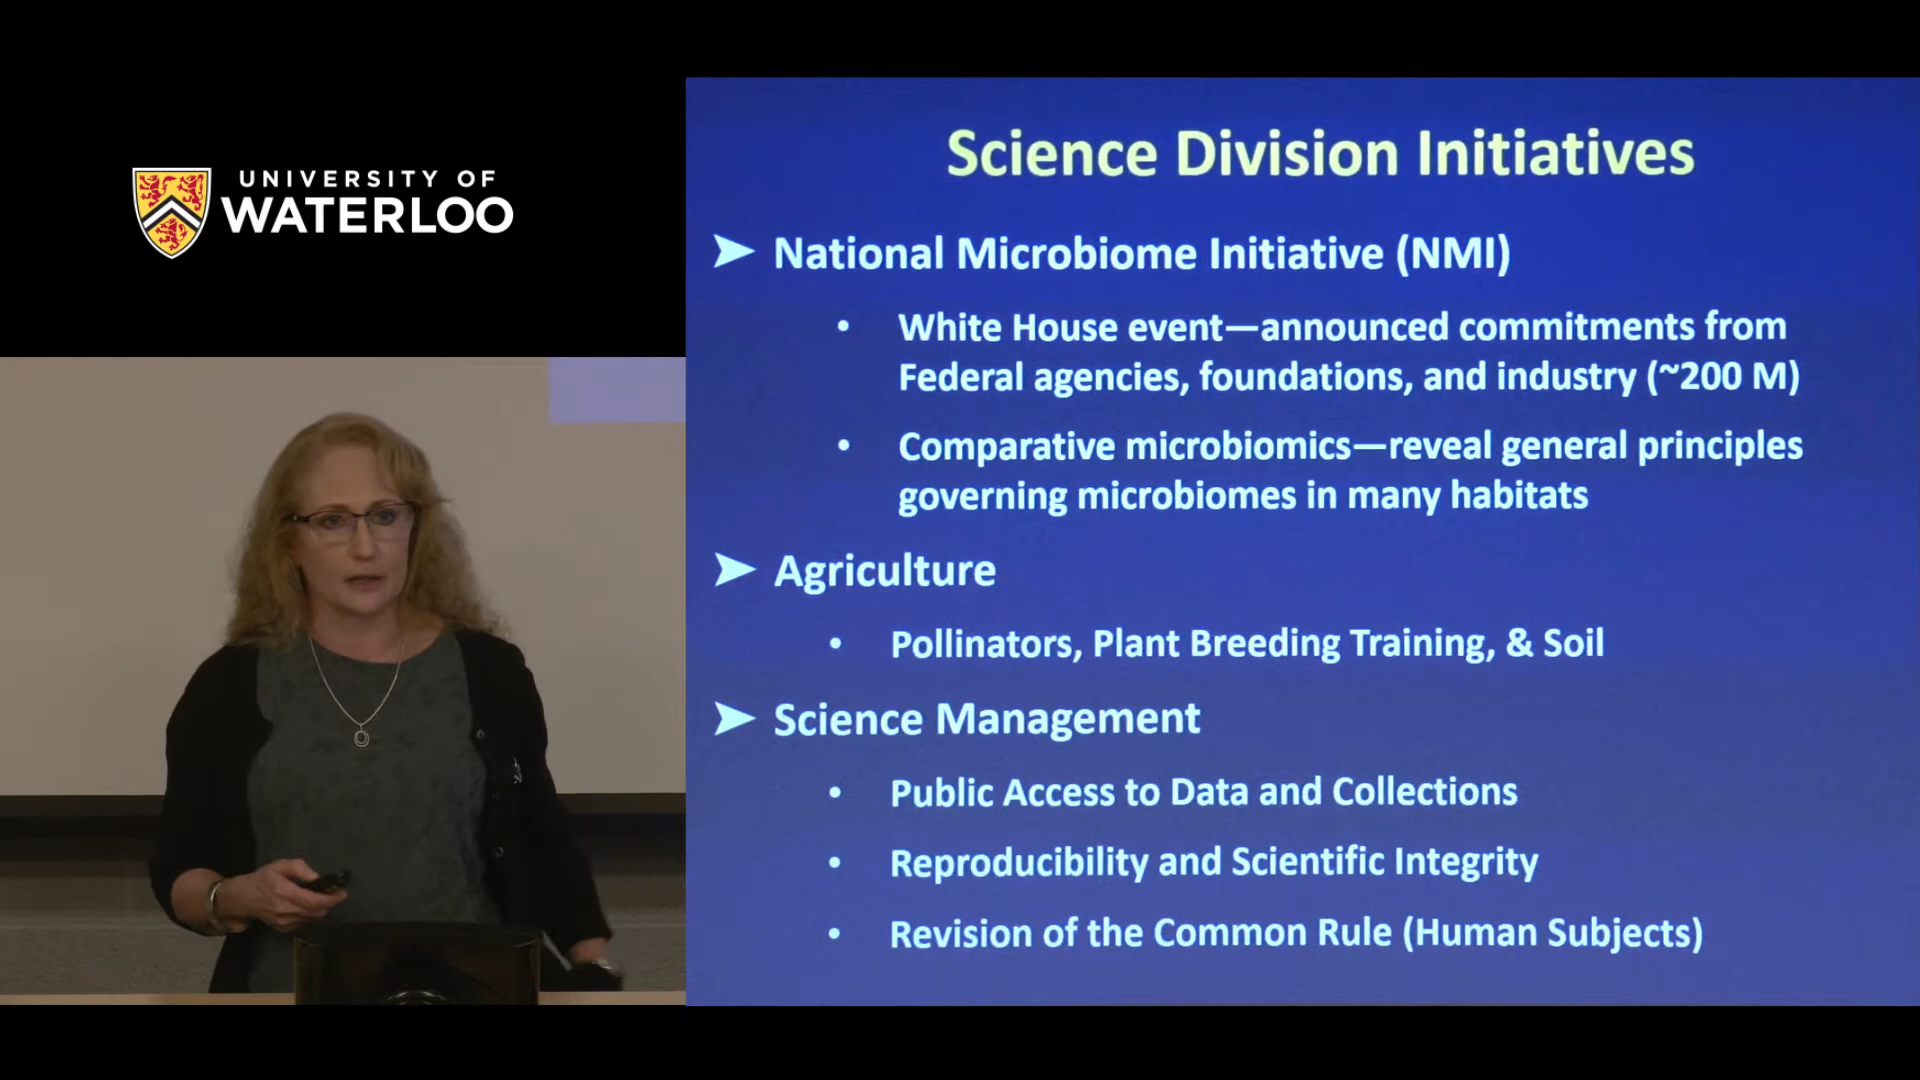 UNIVERSITY OF
WATERLOO
Science Division Initiatives
➤ National Microbiome Initiative (NMI)
• White House event—announced commitments from
Federal agencies, foundations, and industry (~200 M)
• Comparative microbiomics—reveal general principles
governing microbiomes in many habitats
➤ Agriculture
• Pollinators, Plant Breeding Training, & Soil
➤ Science Management
• Public Access to Data and Collections
• Reproducibility and Scientific Integrity
• Revision of the Common Rule (Human Subjects)